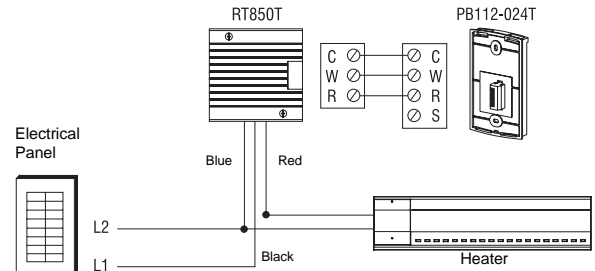 RT850T
PB112-024T
C C
W W
R R
S
Electrical
Panel
Blue Red
L2
Black
L1
Heater